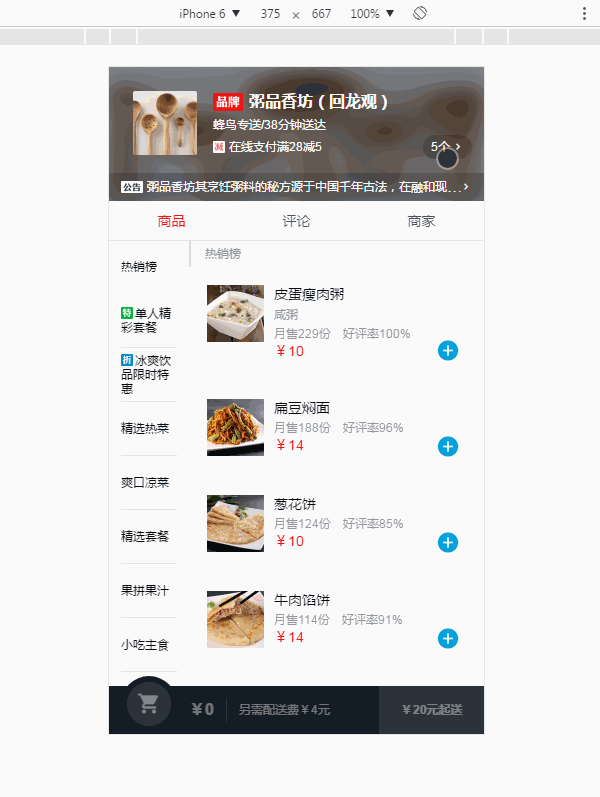 iPhone 6 ▼ 375 × 667 100% ▼
品牌 粥品香坊（回龙观）
蜂鸟专送/38分钟送达
减 在线支付满28减5
5个 >
公告 粥品香坊其烹饪粥料的秘方源于中国千年古法，在融和现... >
商品 评论 商家
热销榜
特 单人精
彩套餐
折 冰爽饮
品限时特
惠
精选热菜
爽口凉菜
精选套餐
果拼果汁
小吃主食
热销榜
皮蛋瘦肉粥
咸粥
月售229份 好评率100%
￥10
扁豆焖面
月售188份 好评率96%
￥14
葱花饼
月售124份 好评率85%
￥10
牛肉馅饼
月售114份 好评率91%
￥14
￥0 另需配送费￥4元 ￥20元起送